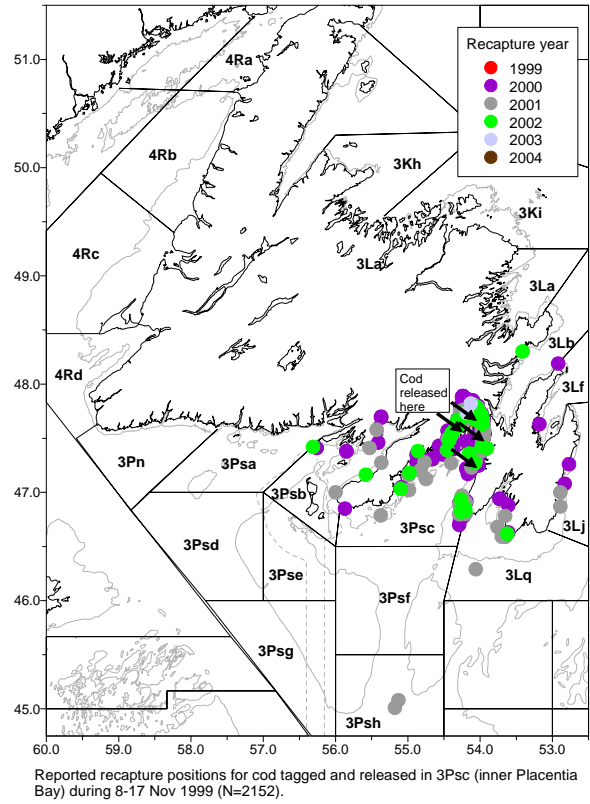 51.0
50.0
49.0
48.0
47.0
46.0
45.0
60.0 59.0 58.0 57.0 56.0 55.0 54.0 53.0
Recapture year
1999
2000
2001
2002
2003
2004
4Ra
4Rb
3Kh
3Ki
4Rc
3La
3La
3Lb
4Rd
3Lf
Cod
released
here
3Pn
3Psa
3Psb
3Psc
3Lj
3Psd
3Pse
3Lq
3Psf
3Psg
3Psh
Reported recapture positions for cod tagged and released in 3Psc (inner Placentia
Bay) during 8-17 Nov 1999 (N=2152).